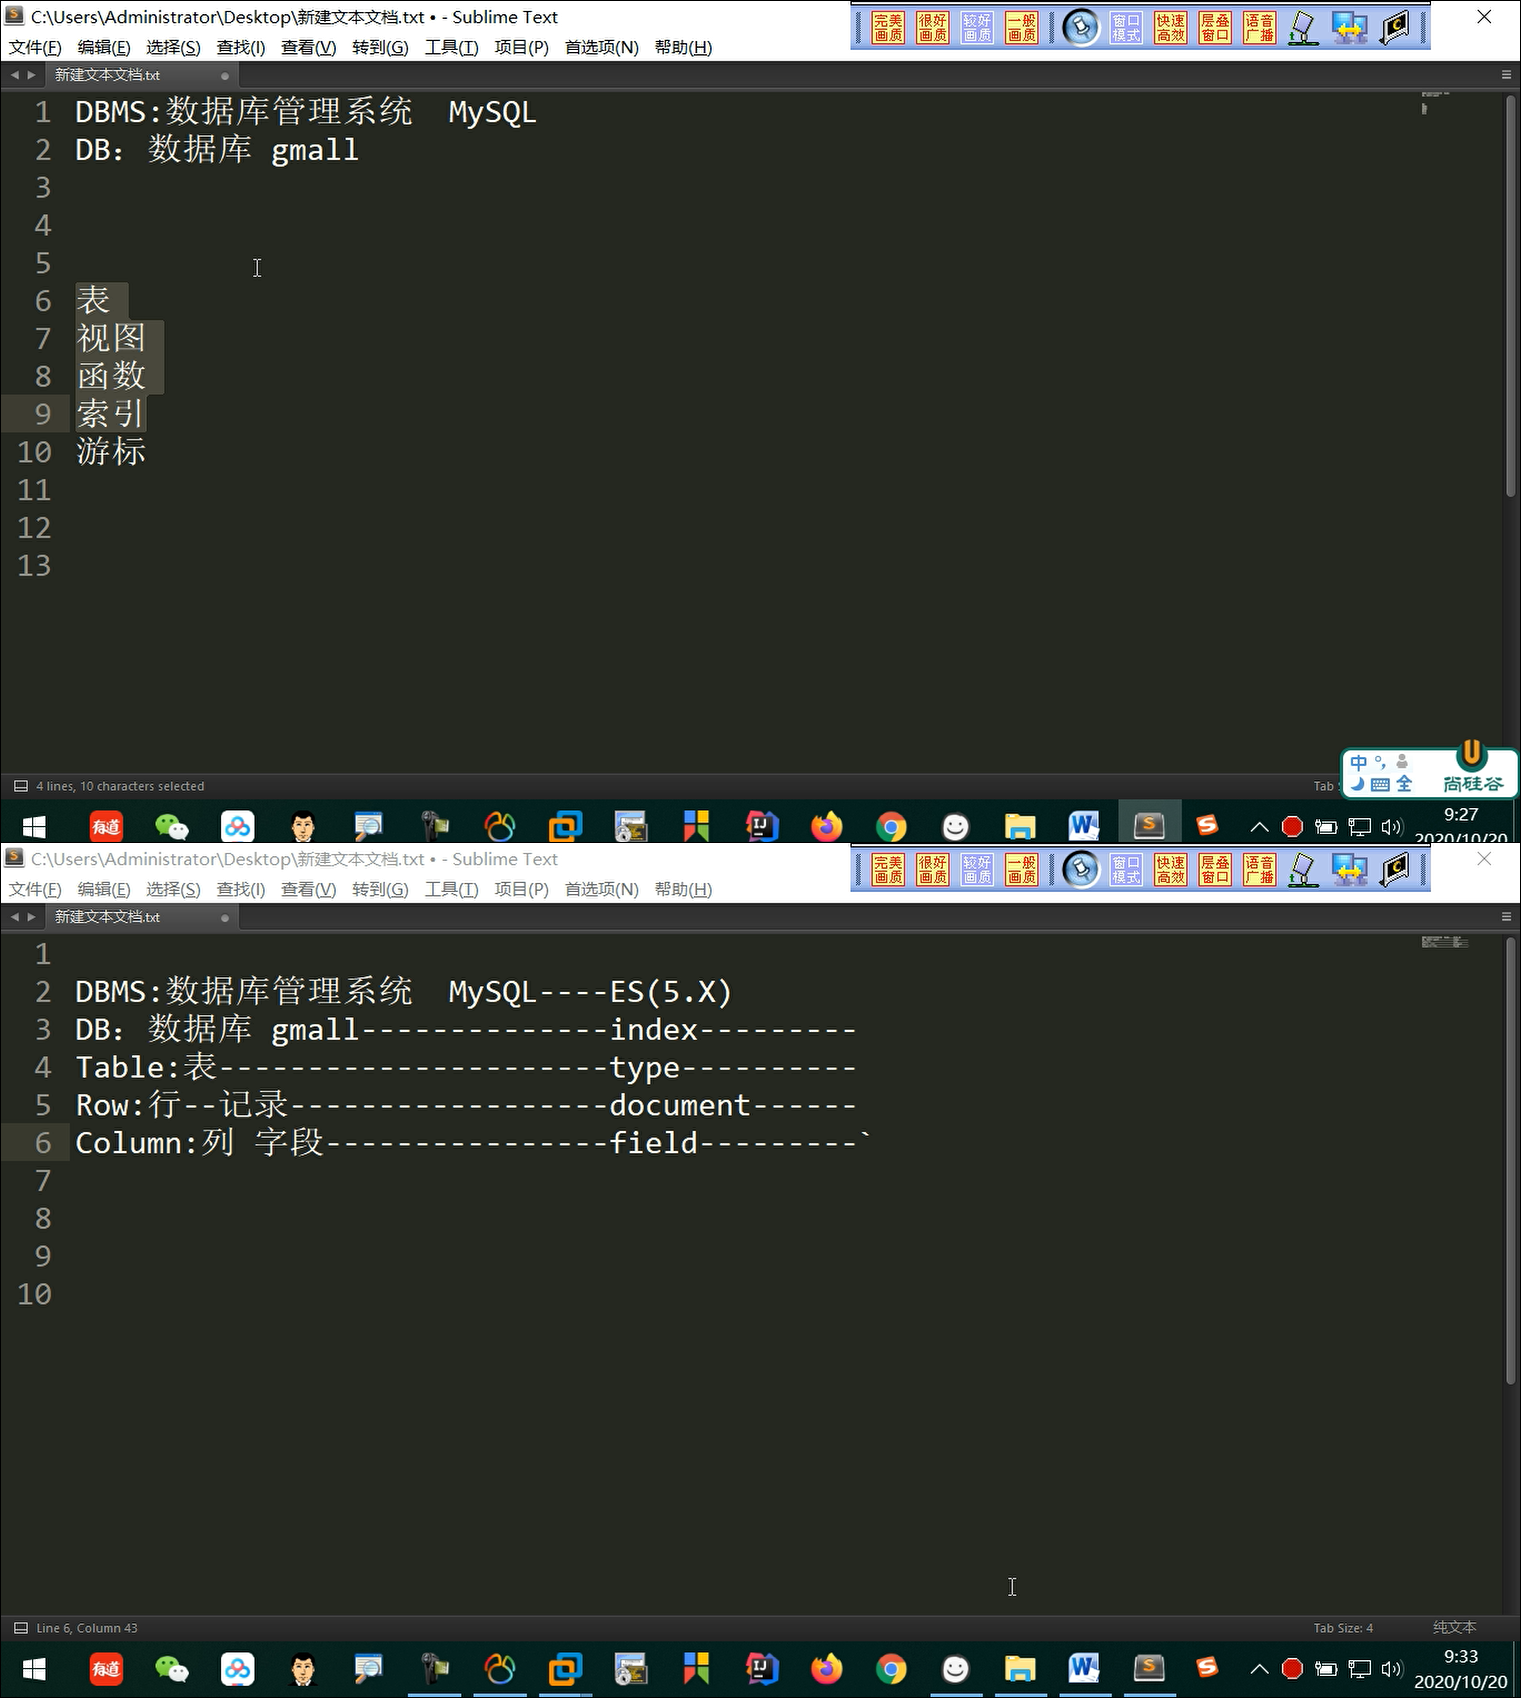 C:\Users\Administrator\Desktop\新建文本文档.txt • - Sublime Text
完美画质 很好画质 较好画质 一般画质 窗口模式 快速高效 层叠窗口 语音广播
文件(F) 编辑(E) 选择(S) 查找(I) 查看(V) 转到(G) 工具(T) 项目(P) 首选项(N) 帮助(H)
新建文本文档.txt
1 DBMS:数据库管理系统  MySQL
2 DB：数据库 gmall
3
4
5
6 表
7 视图
8 函数
9 索引
10 游标
11
12
13
中
全 尚硅谷
4 lines, 10 characters selected Tab
有道 9:27
2020/10/20
C:\Users\Administrator\Desktop\新建文本文档.txt • - Sublime Text
完美画质 很好画质 较好画质 一般画质 窗口模式 快速高效 层叠窗口 语音广播
文件(F) 编辑(E) 选择(S) 查找(I) 查看(V) 转到(G) 工具(T) 项目(P) 首选项(N) 帮助(H)
新建文本文档.txt
1
2 DBMS:数据库管理系统  MySQL----ES(5.X)
3 DB：数据库 gmall--------------index---------
4 Table:表----------------------type----------
5 Row:行--记录------------------document------
6 Column:列 字段----------------field---------`
7
8
9
10
Line 6, Column 43 Tab Size: 4 纯文本
有道 9:33
2020/10/20